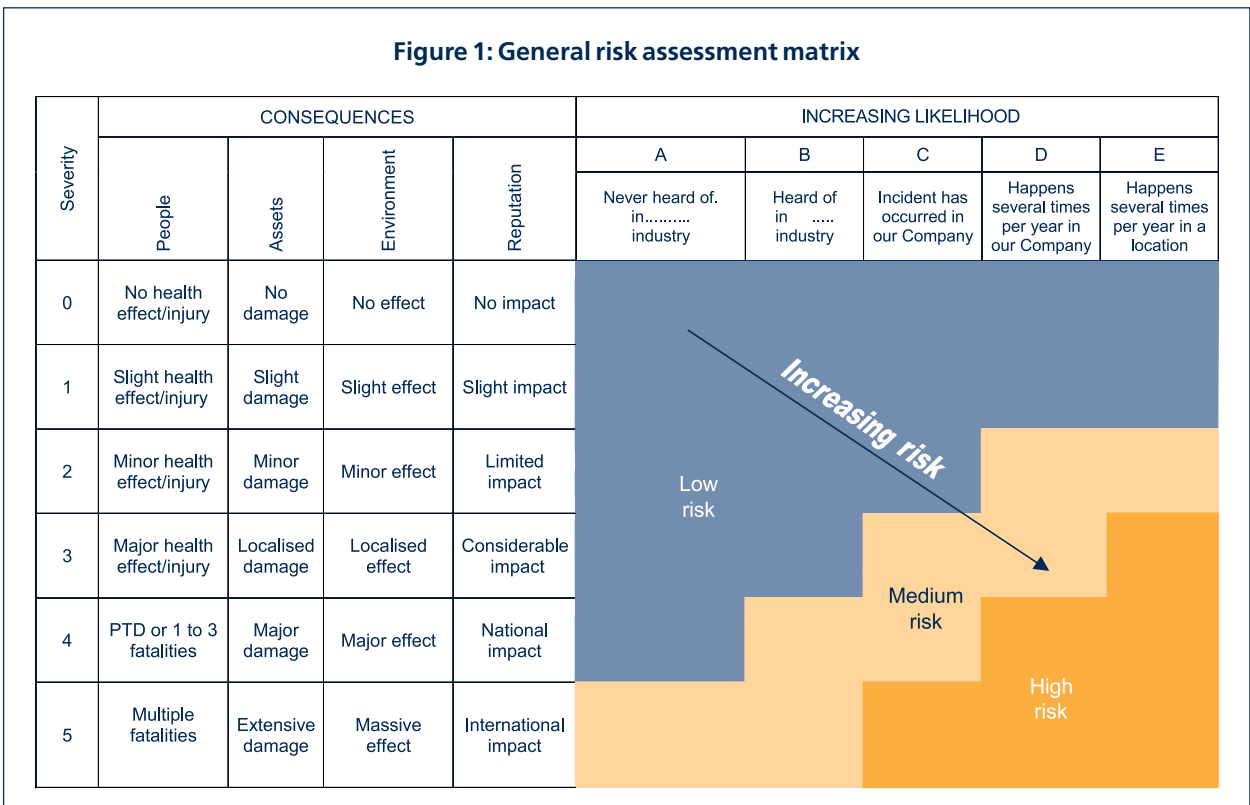 Figure 1: General risk assessment matrix
Severity
CONSEQUENCES
INCREASING LIKELIHOOD
People
Assets
Environment
Reputation
A
B
C
D
E
Never heard of.
in..........
industry
Heard of
in .....
industry
Incident has
occurred in
our Company
Happens
several times
per year in
our Company
Happens
several times
per year in a
location
0
No health
effect/injury
No
damage
No effect
No impact
1
Slight health
effect/injury
Slight
damage
Slight effect
Slight impact
2
Minor health
effect/injury
Minor
damage
Minor effect
Limited
impact
3
Major health
effect/injury
Localised
damage
Localised
effect
Considerable
impact
4
PTD or 1 to 3
fatalities
Major
damage
Major effect
National
impact
5
Multiple
fatalities
Extensive
damage
Massive
effect
International
impact
Increasing risk
Low
risk
Medium
risk
High
risk